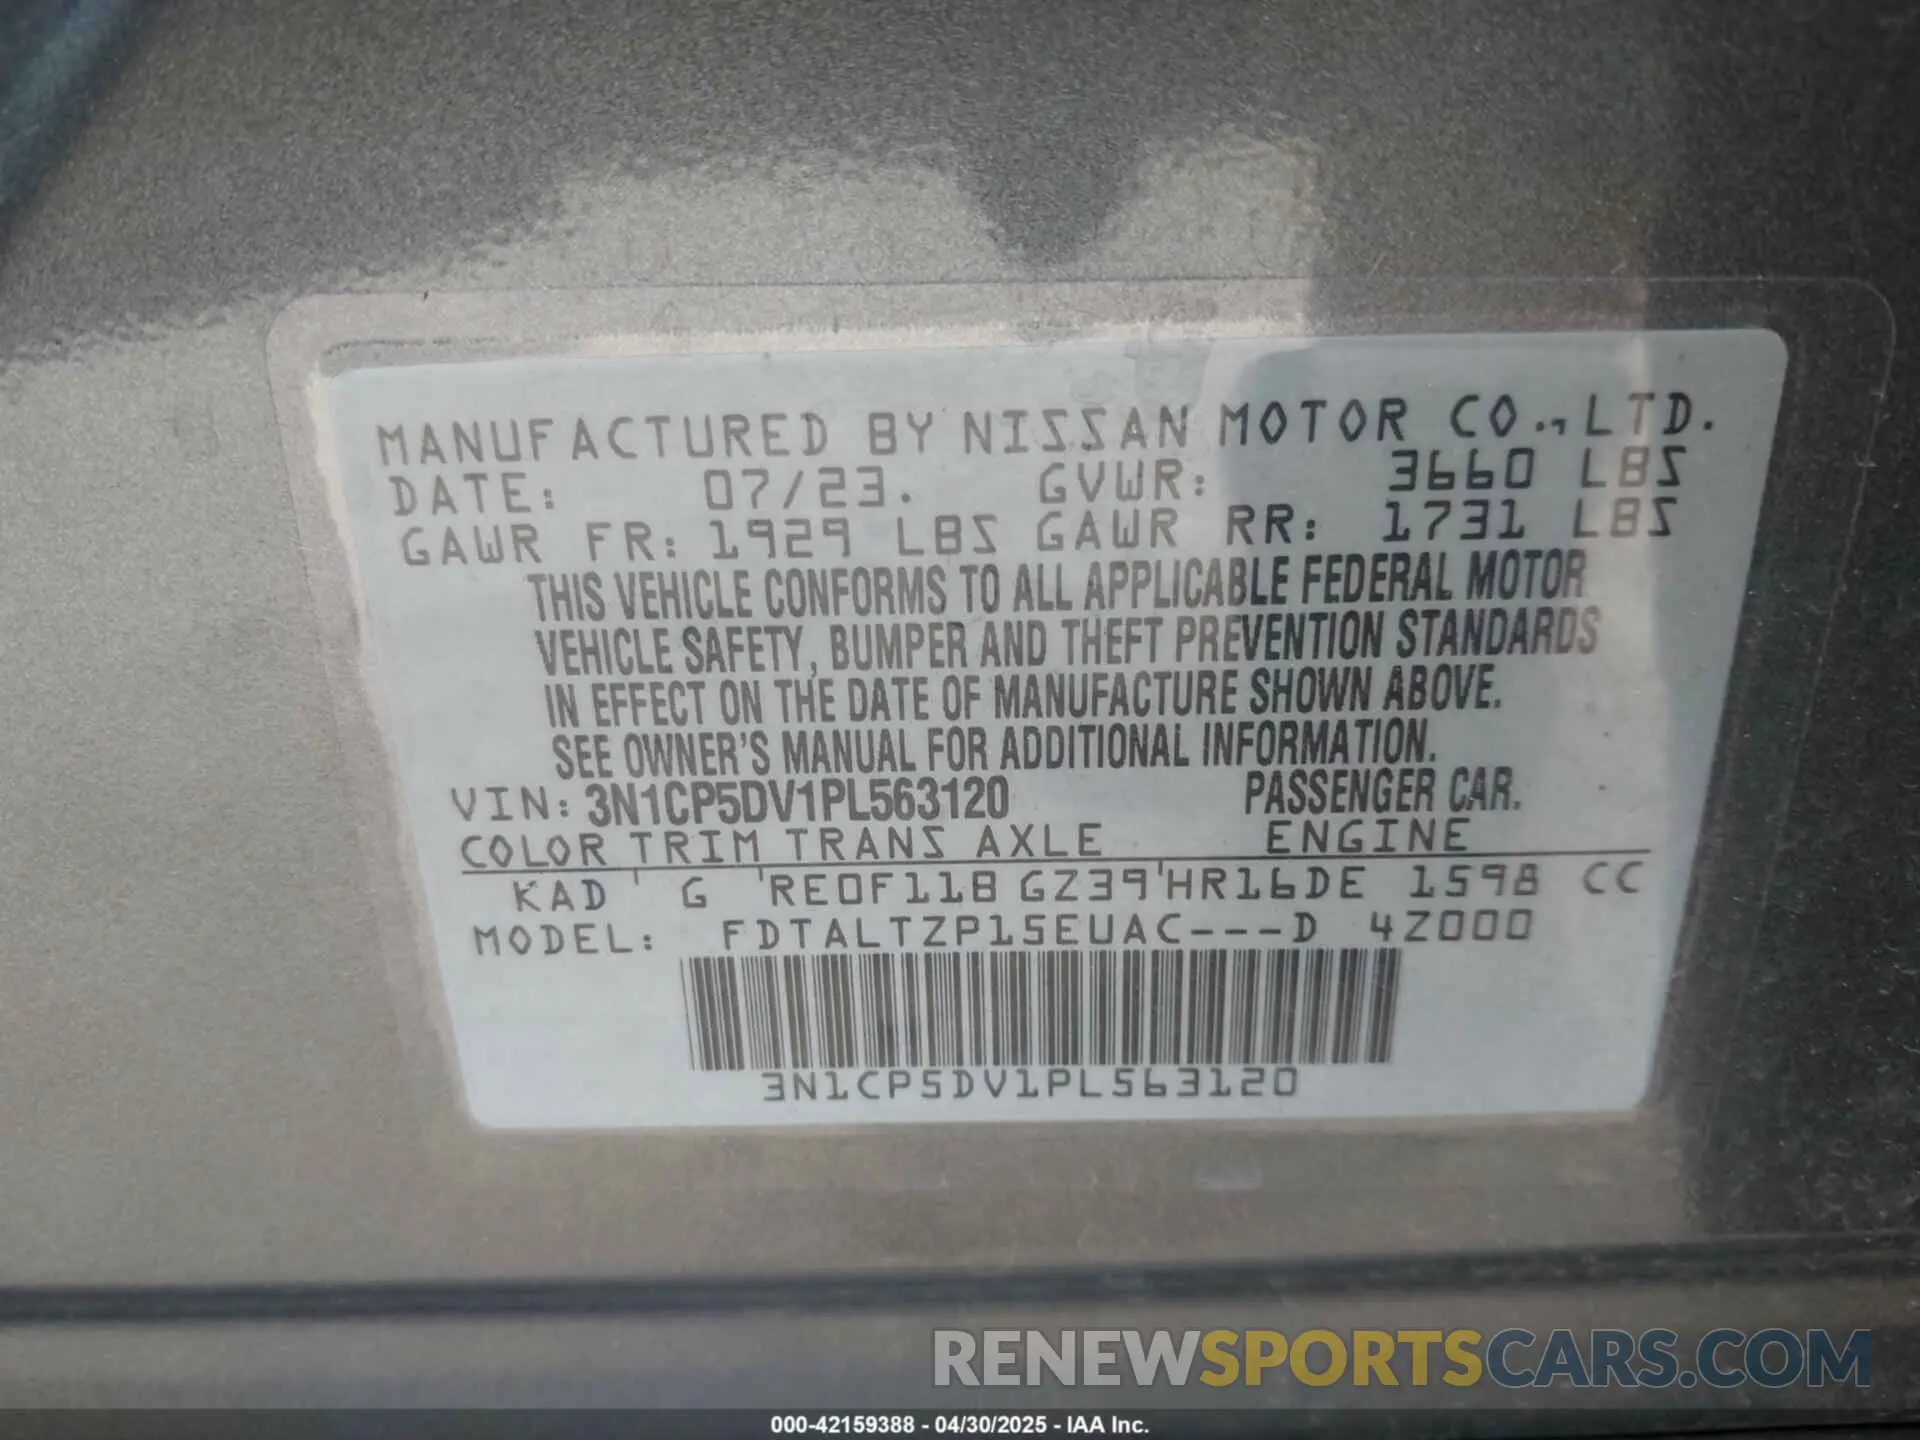 MANUFACTURED BY NISSAN MOTOR CO., LTD.
DATE: 07/23. GVWR: 3660 LBS
GAWR FR: 1929 LBS GAWR RR: 1731 LBS
THIS VEHICLE CONFORMS TO ALL APPLICABLE FEDERAL MOTOR
VEHICLE SAFETY, BUMPER AND THEFT PREVENTION STANDARDS
IN EFFECT ON THE DATE OF MANUFACTURE SHOWN ABOVE.
SEE OWNER'S MANUAL FOR ADDITIONAL INFORMATION.
VIN: 3N1CP5DV1PL563120 PASSENGER CAR.
COLOR TRIM TRANS AXLE ENGINE
KAD G RE0F11B GZ39 HR16DE 1598 CC
MODEL: FDTALTZP15EUAC---D 4Z000
3N1CP5DV1PL563120
RENEWSPORTSCARS.COM
000-42159388 - 04/30/2025 - IAA Inc.